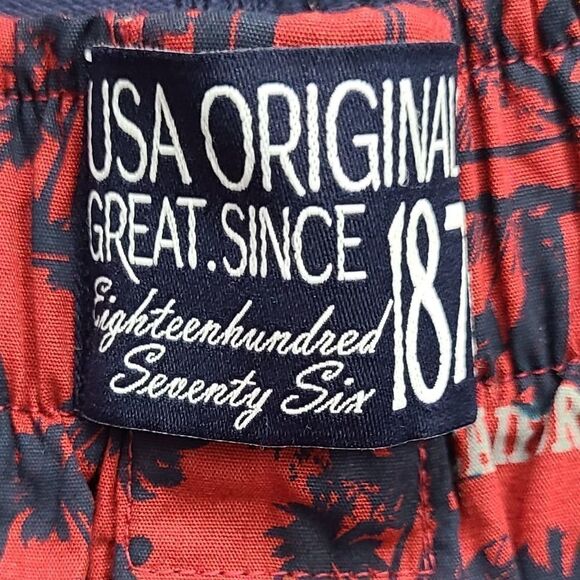 USA ORIGINAL
GREAT.SINCE 187
Eighteenhundred
Seventy Six